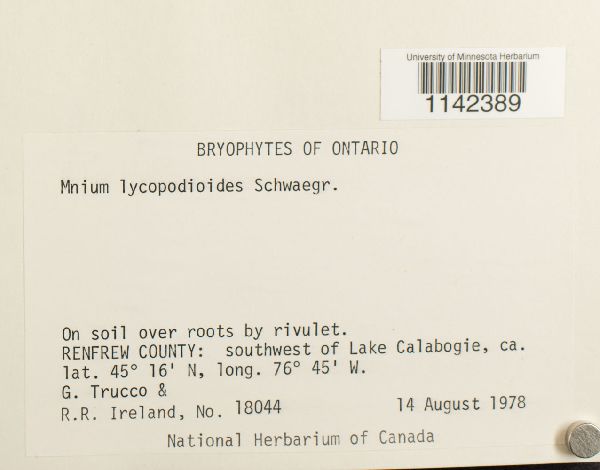 University of Minnesota Herbarium
1142389
BRYOPHYTES OF ONTARIO
Mnium lycopodioides Schwaegr.
On soil over roots by rivulet.
RENFREW COUNTY: southwest of Lake Calabogie, ca.
lat. 45° 16' N, long. 76° 45' W.
G. Trucco &
R.R. Ireland, No. 18044 14 August 1978
National Herbarium of Canada